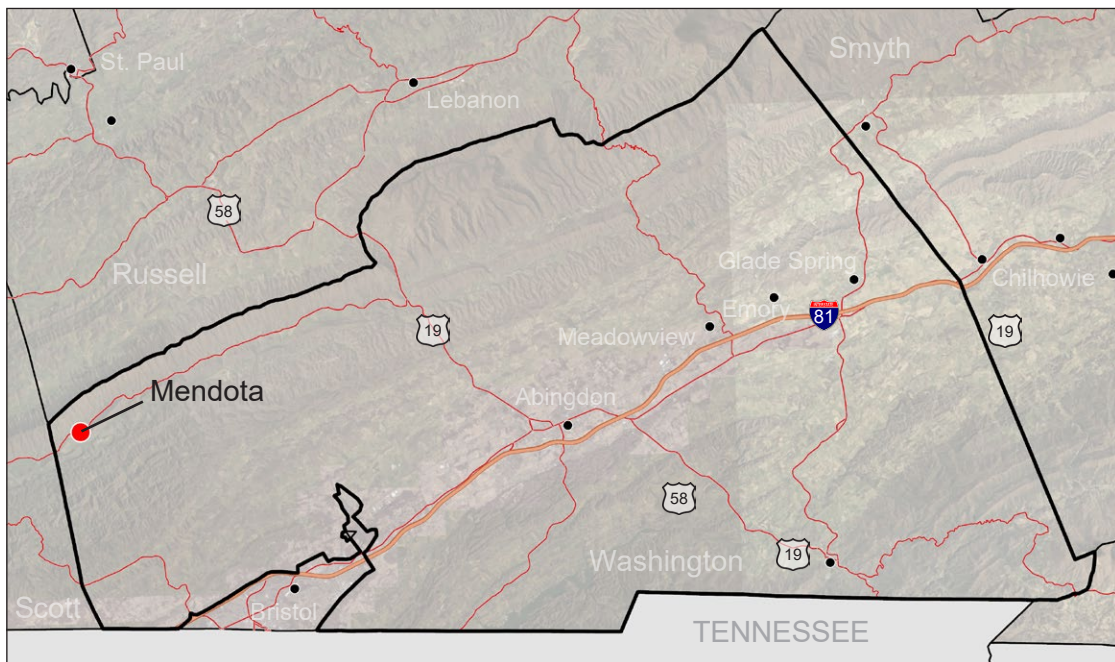 St. Paul
Smyth
Lebanon
58
Russell
Glade Spring
Chilhowie
Emory
81
19
19
Meadowview
Mendota
Abingdon
58
Washington
19
Scott
Bristol
TENNESSEE